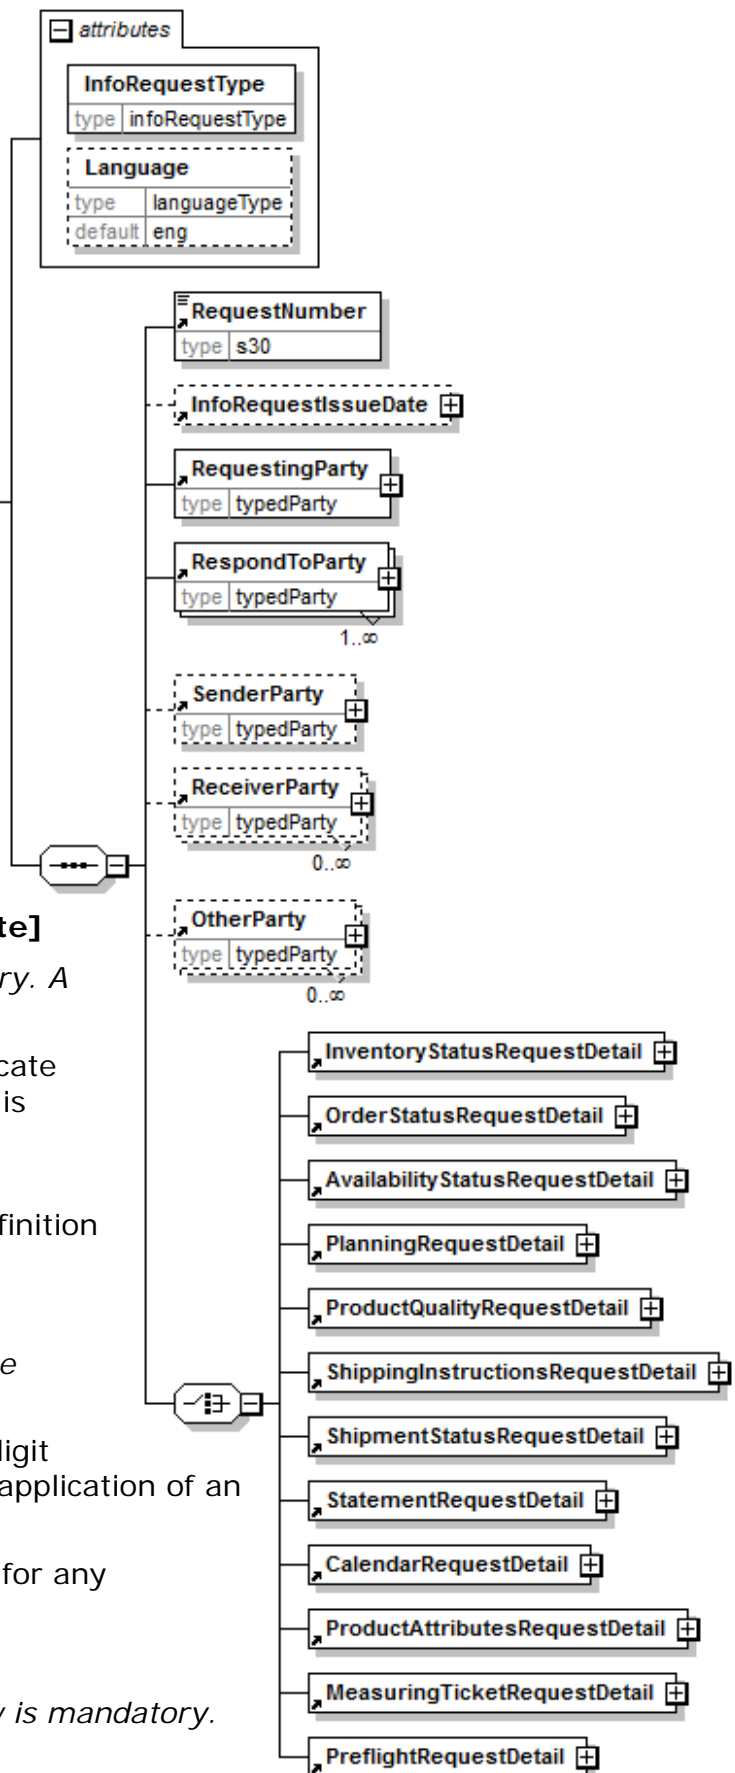 attributes
InfoRequestType
type infoRequestType
Language
type languageType
default eng
RequestNumber
type s30
InfoRequestIssueDate
RequestingParty
type typedParty
RespondToParty
type typedParty
1..∞
SenderParty
type typedParty
ReceiverParty
type typedParty
0..∞
OtherParty
type typedParty
0..∞
te]
ry. A
cate
is
finition
e
digit
application of an
for any
y is mandatory.
InventoryStatusRequestDetail
OrderStatusRequestDetail
AvailabilityStatusRequestDetail
PlanningRequestDetail
ProductQualityRequestDetail
ShippingInstructionsRequestDetail
ShipmentStatusRequestDetail
StatementRequestDetail
CalendarRequestDetail
ProductAttributesRequestDetail
MeasuringTicketRequestDetail
PreflightRequestDetail